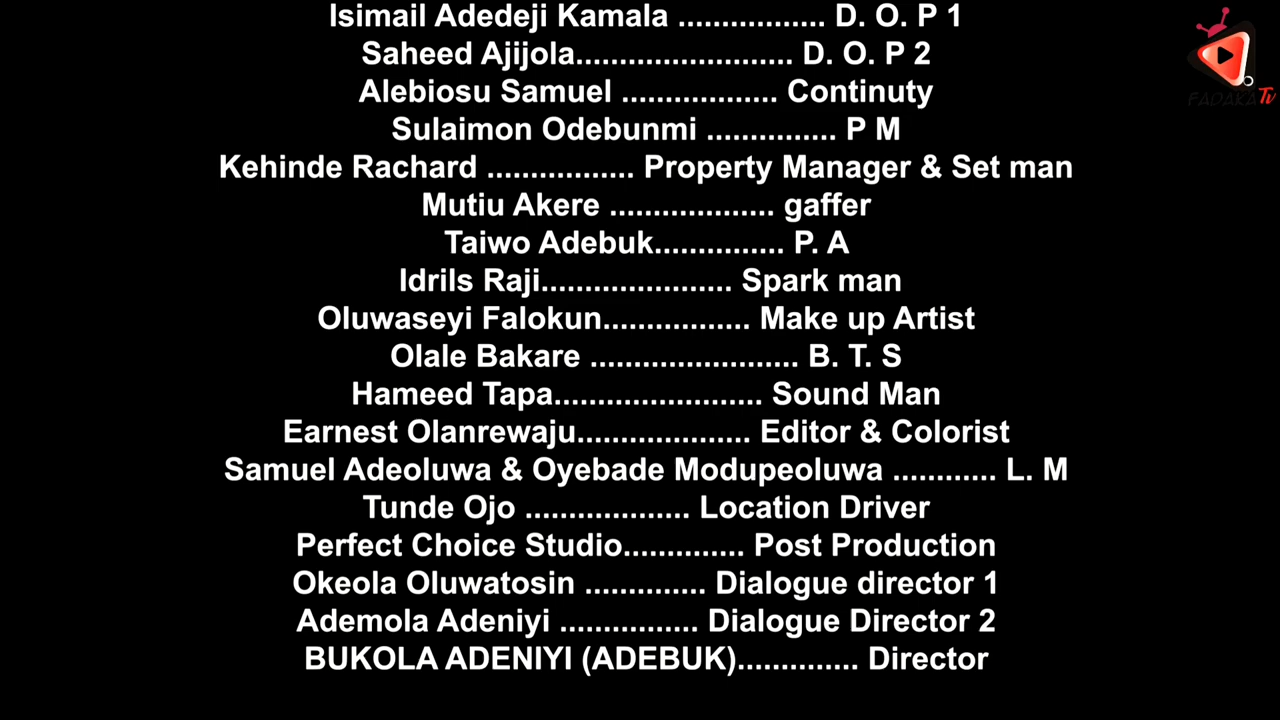 Isimail Adedeji Kamala ................. D. O. P 1
Saheed Ajijola......................... D. O. P 2
Alebiosu Samuel .................. Continuty
Sulaimon Odebunmi ............... P M
Kehinde Rachard ................. Property Manager & Set man
Mutiu Akere ................... gaffer
Taiwo Adebuk............... P. A
Idrils Raji...................... Spark man
Oluwaseyi Falokun................. Make up Artist
Olale Bakare ........................ B. T. S
Hameed Tapa........................ Sound Man
Earnest Olanrewaju.................... Editor & Colorist
Samuel Adeoluwa & Oyebade Modupeoluwa ............ L. M
Tunde Ojo ................... Location Driver
Perfect Choice Studio.............. Post Production
Okeola Oluwatosin .............. Dialogue director 1
Ademola Adeniyi ................ Dialogue Director 2
BUKOLA ADENIYI (ADEBUK).............. Director
FADAKA Tv